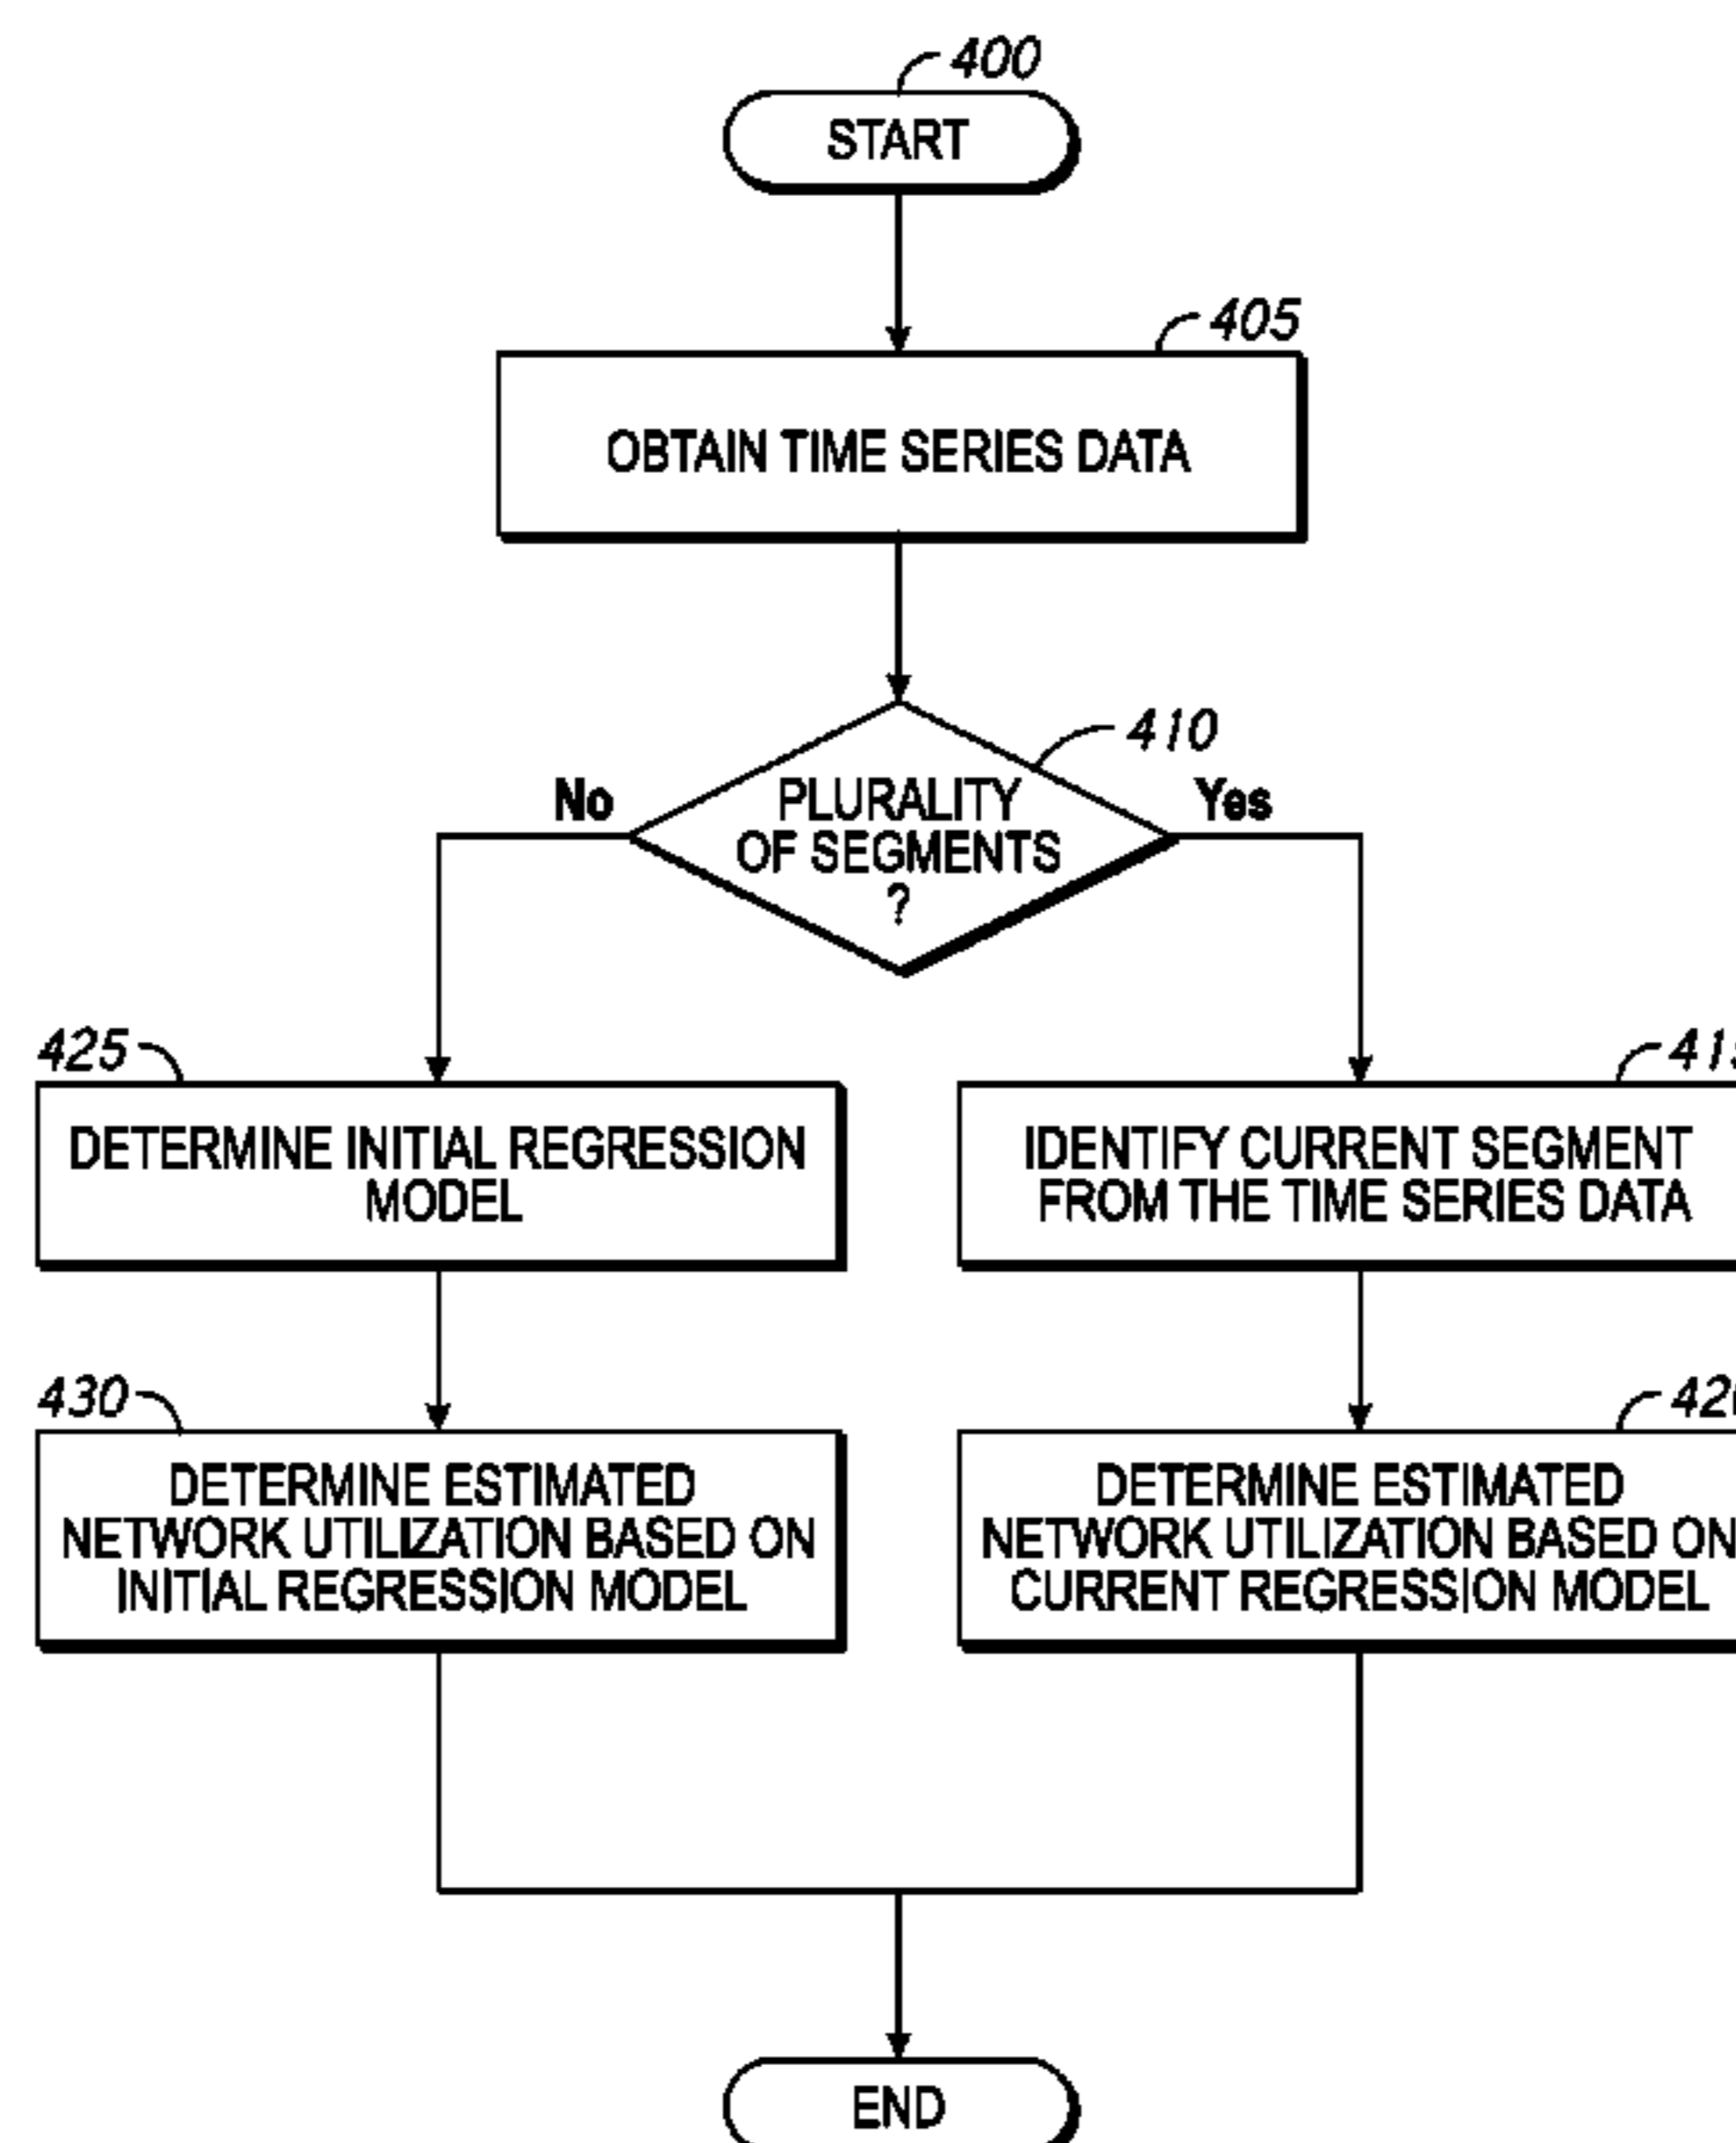 400
START
405
OBTAIN TIME SERIES DATA
410
No
Yes
PLURALITY
OF SEGMENTS
?
425
DETERMINE INITIAL REGRESSION
MODEL
IDENTIFY CURRENT SEGMENT
FROM THE TIME SERIES DATA
430
DETERMINE ESTIMATED
NETWORK UTILIZATION BASED ON
INITIAL REGRESSION MODEL
DETERMINE ESTIMATED
NETWORK UTILIZATION BASED ON
CURRENT REGRESSION MODEL
END